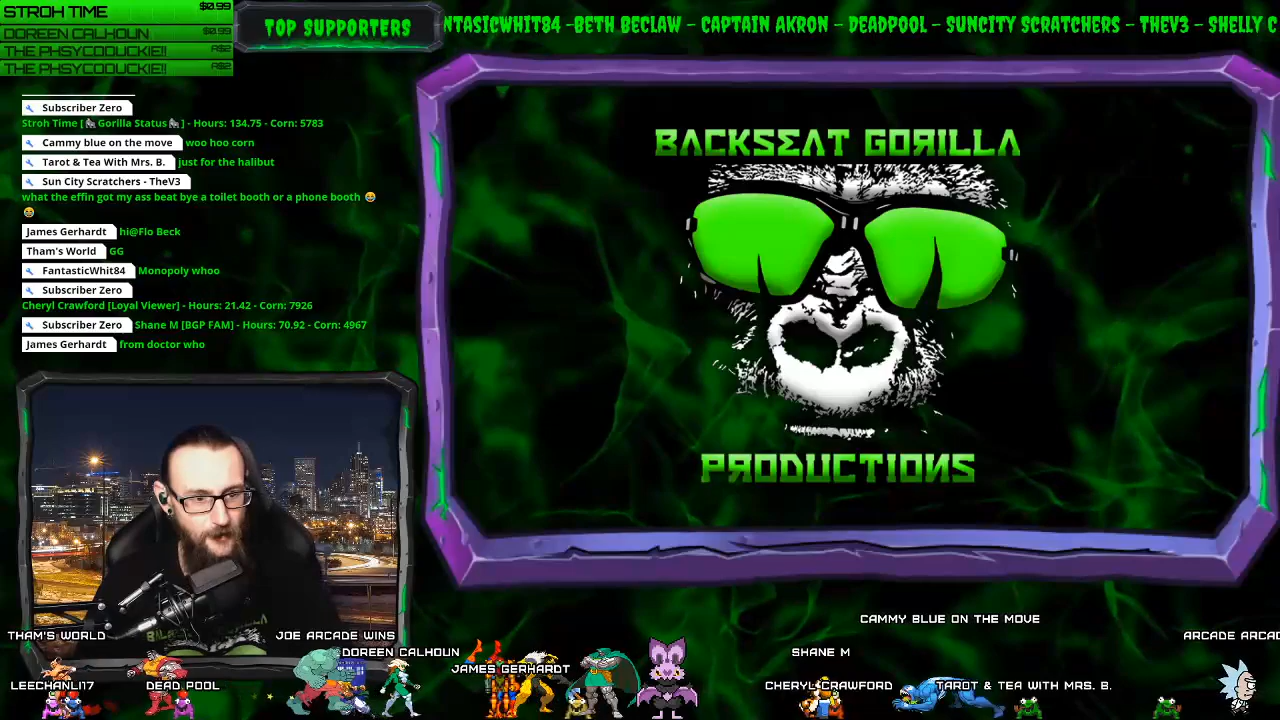 STROH TIME $0.99
DOREEN CALHOUN $0.99
THE PHSYCODUCKIE!! A$2
THE PHSYCODUCKIE!! A$2
TOP SUPPORTERS
NTASICWHIT84 -BETH BECLAW - CAPTAIN AKRON - DEADPOOL - SUNCITY SCRATCHERS - THEV3 - SHELLY C
Subscriber Zero
Stroh Time [🦍Gorilla Status🦍] - Hours: 134.75 - Corn: 5783
Cammy blue on the move woo hoo corn
Tarot & Tea With Mrs. B. just for the halibut
Sun City Scratchers - TheV3
what the effin got my ass beat bye a toilet booth or a phone booth 😂
😂
James Gerhardt hi@Flo Beck
Tham's World GG
FantasticWhit84 Monopoly whoo
Subscriber Zero
Cheryl Crawford [Loyal Viewer] - Hours: 21.42 - Corn: 7926
Subscriber Zero Shane M [BGP FAM] - Hours: 70.92 - Corn: 4967
James Gerhardt from doctor who
BACKSEAT GORILLA
PRODUCTIONS
CAMMY BLUE ON THE MOVE
THAM'S WORLD
JOE ARCADE WINS
ARCADE ARCAD
DOREEN CALHOUN
SHANE M
JAMES GERHARDT
LEECHANLI17
DEAD POOL
CHERYL CRAWFORD
TAROT & TEA WITH MRS. B.